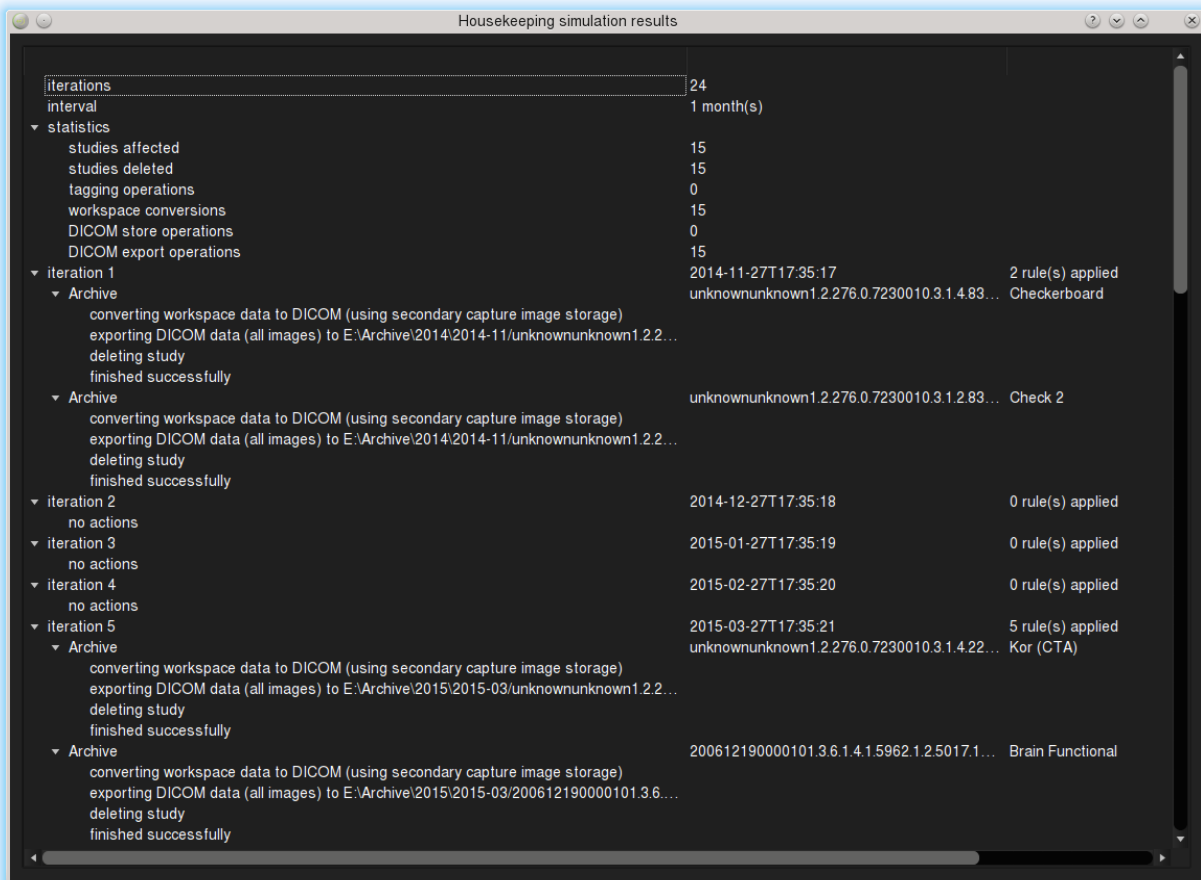 Housekeeping simulation results
iterations 24
interval 1 month(s)
statistics
studies affected 15
studies deleted 15
tagging operations 0
workspace conversions 15
DICOM store operations 0
DICOM export operations 15
iteration 1 2014-11-27T17:35:17 2 rule(s) applied
Archive unknownunknown1.2.276.0.7230010.3.1.4.83... Checkerboard
converting workspace data to DICOM (using secondary capture image storage)
exporting DICOM data (all images) to E:\Archive\2014\2014-11/unknownunknown1.2.2...
deleting study
finished successfully
Archive unknownunknown1.2.276.0.7230010.3.1.2.83... Check 2
converting workspace data to DICOM (using secondary capture image storage)
exporting DICOM data (all images) to E:\Archive\2014\2014-11/unknownunknown1.2.2...
deleting study
finished successfully
iteration 2 2014-12-27T17:35:18 0 rule(s) applied
no actions
iteration 3 2015-01-27T17:35:19 0 rule(s) applied
no actions
iteration 4 2015-02-27T17:35:20 0 rule(s) applied
no actions
iteration 5 2015-03-27T17:35:21 5 rule(s) applied
Archive unknownunknown1.2.276.0.7230010.3.1.4.22... Kor (CTA)
converting workspace data to DICOM (using secondary capture image storage)
exporting DICOM data (all images) to E:\Archive\2015\2015-03/unknownunknown1.2.2...
deleting study
finished successfully
Archive 200612190000101.3.6.1.4.1.5962.1.2.5017.1... Brain Functional
converting workspace data to DICOM (using secondary capture image storage)
exporting DICOM data (all images) to E:\Archive\2015\2015-03/200612190000101.3.6....
deleting study
finished successfully